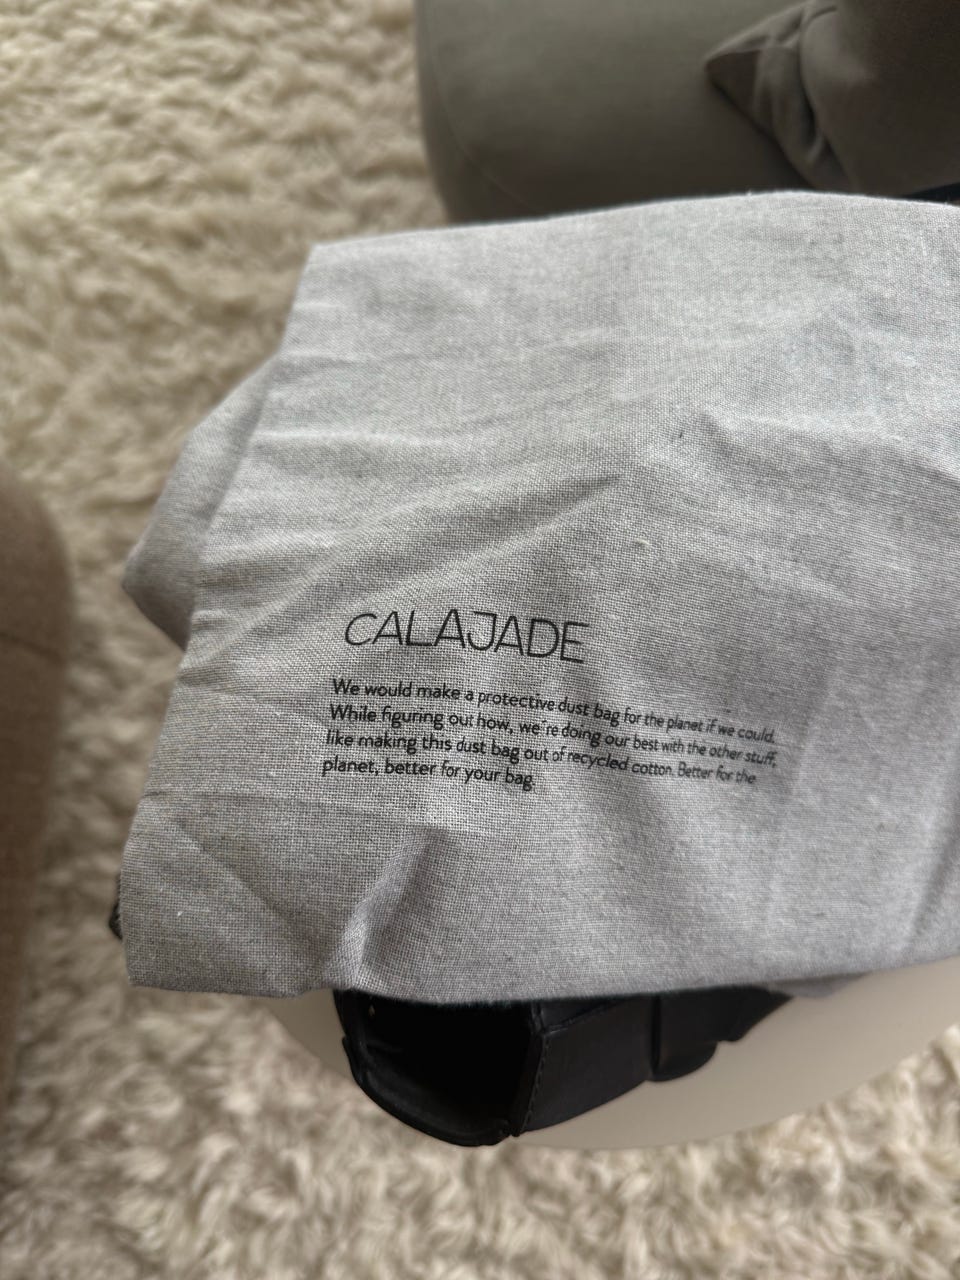 CALAJADE
We would make a protective dust bag for the planet if we could.
While figuring out how, we're doing our best with the other stuff,
like making this dust bag out of recycled cotton. Better for the
planet, better for your bag.